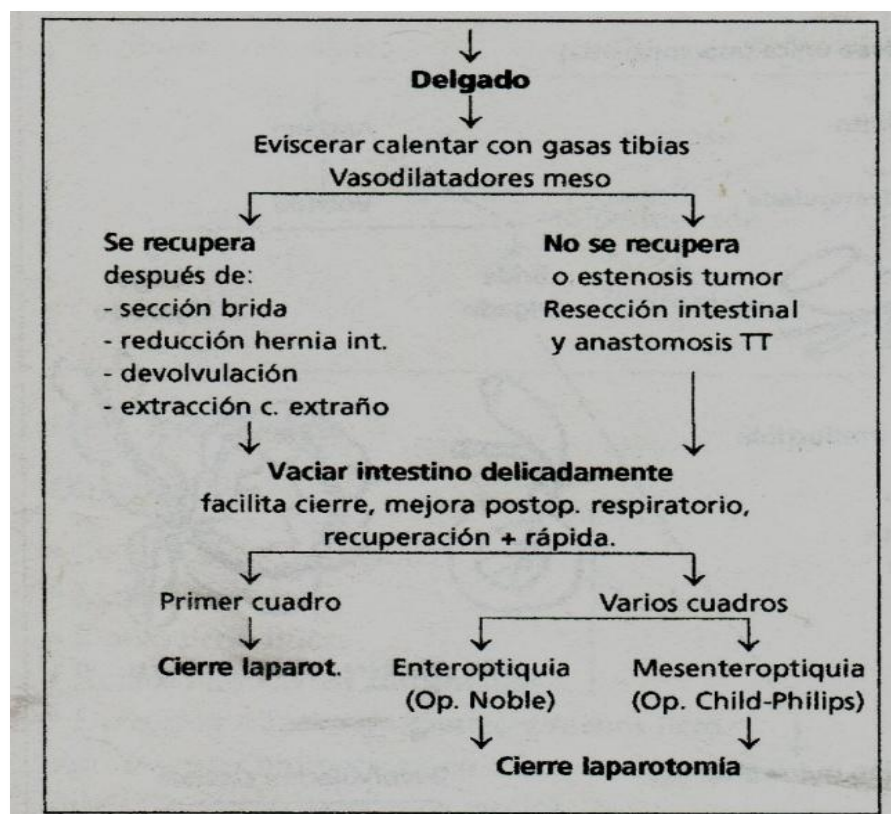 Delgado
Eviscerar calentar con gasas tibias
Vasodilatadores meso
Se recupera
después de:
- sección brida
- reducción hernia int.
- devolvulación
- extracción c. extraño
No se recupera
o estenosis tumor
Resección intestinal
y anastomosis TT
Vaciar intestino delicadamente
facilita cierre, mejora postop. respiratorio,
recuperación + rápida.
Primer cuadro
Cierre laparot.
Varios cuadros
Enteroptiquia
(Op. Noble)
Mesenteroptiquia
(Op. Child-Philips)
Cierre laparotomía